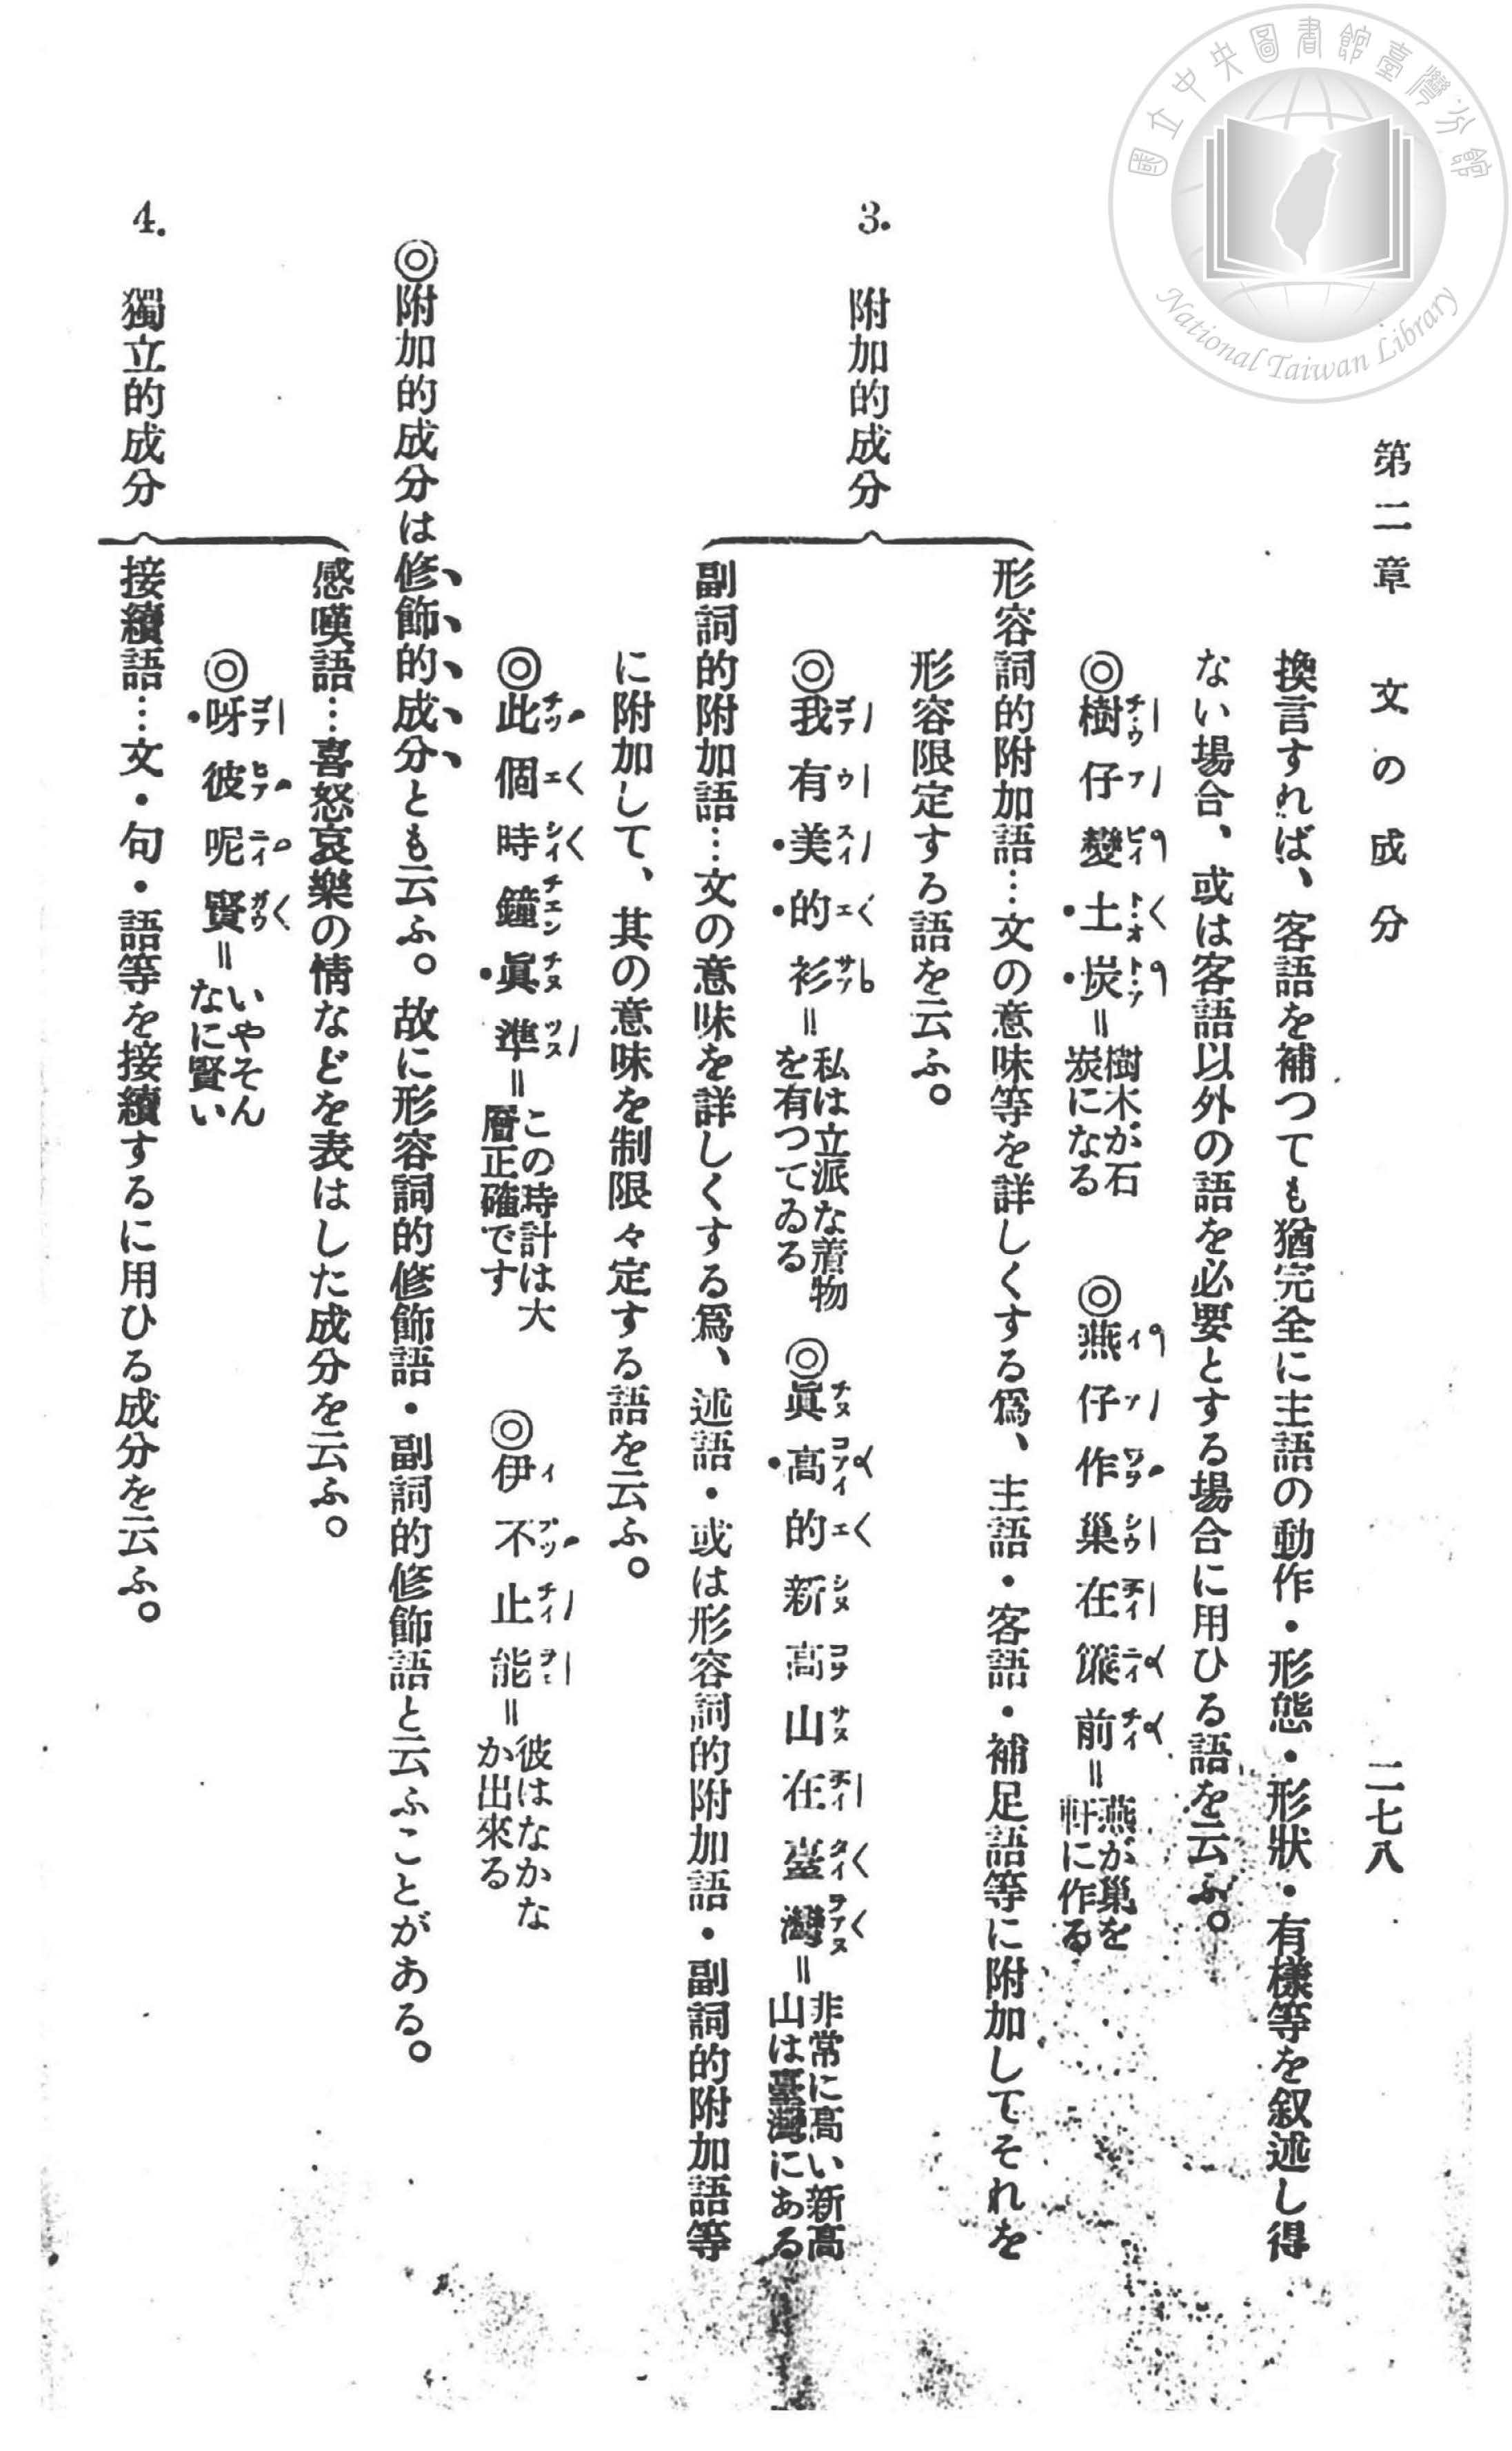 國立中央圖書館臺灣分館
National Taiwan Library
第二章 文の成分 二七八
換言すれば、客語を補つても猶完全に主語の動作・形態・形狀・有樣等を叙述し得
ない場合、或は客語以外の語を必要とする場合に用ひる語を云ふ。
◎樹仔變土炭＝樹木が石炭になる ◎燕仔作巢在簷前＝燕が巢を軒に作る
3. 附加的成分
形容詞的附加語…文の意味等を詳しくする爲、主語・客語・補足語等に附加してそれを
形容限定する語を云ふ。
◎我有美的衫＝私は立派な着物を有つてゐる ◎眞高的新高山在臺灣＝非常に高い新高山は臺灣にある
副詞的附加語…文の意味を詳しくする爲、述語・或は形容詞的附加語・副詞的附加語等
に附加して、其の意味を制限々定する語を云ふ。
◎此個時鐘眞準＝この時計は大層正確です ◎伊不止能＝彼はなかなか出來る
◎附加的成分は修飾的成分とも云ふ。故に形容詞的修飾語・副詞的修飾語と云ふことがある。
4. 獨立的成分
感嘆語…喜怒哀樂の情などを表はした成分を云ふ。
◎呀彼呢賢＝いやそんなに賢い
接續語…文・句・語等を接續するに用ひる成分を云ふ。